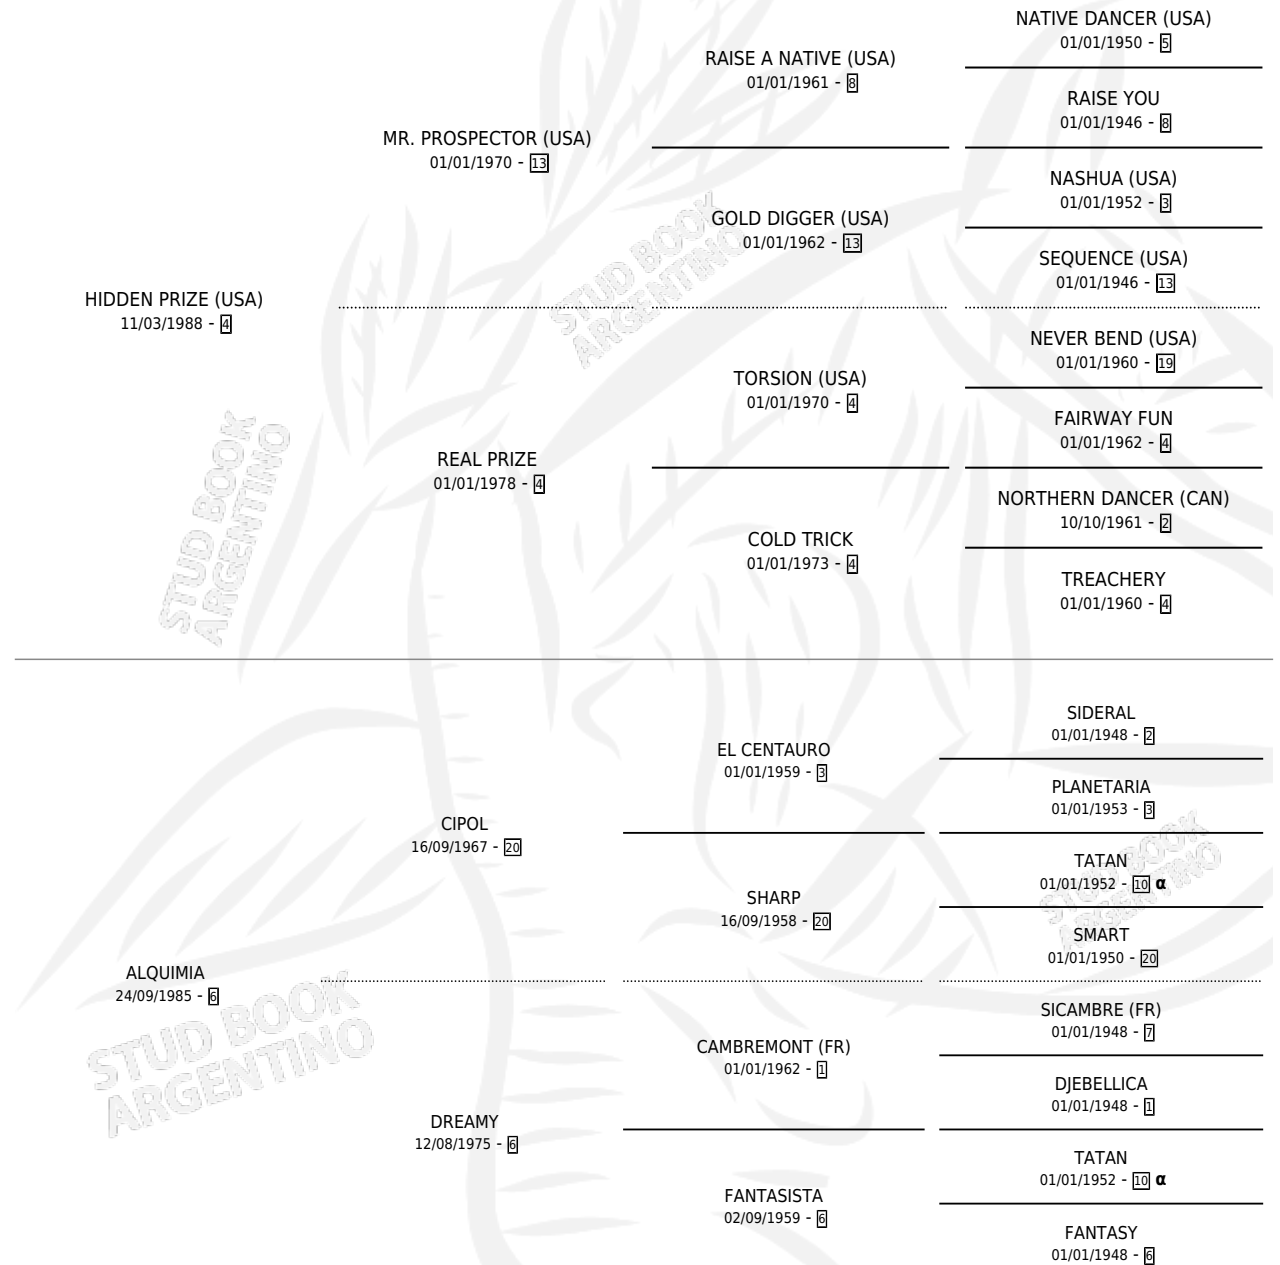 NATIVE DANCER (USA)
01/01/1950 - 5
RAISE A NATIVE (USA)
01/01/1961 - 8
RAISE YOU
01/01/1946 - 8
MR. PROSPECTOR (USA)
01/01/1970 - 13
NASHUA (USA)
01/01/1952 - 3
GOLD DIGGER (USA)
01/01/1962 - 13
SEQUENCE (USA)
01/01/1946 - 13
HIDDEN PRIZE (USA)
11/03/1988 - 4
NEVER BEND (USA)
01/01/1960 - 19
TORSION (USA)
01/01/1970 - 4
FAIRWAY FUN
01/01/1962 - 4
REAL PRIZE
01/01/1978 - 4
NORTHERN DANCER (CAN)
10/10/1961 - 2
COLD TRICK
01/01/1973 - 4
TREACHERY
01/01/1960 - 4
SIDERAL
01/01/1948 - 2
EL CENTAURO
01/01/1959 - 3
PLANETARIA
01/01/1953 - 3
CIPOL
16/09/1967 - 20
TATAN
01/01/1952 - 10 α
SHARP
16/09/1958 - 20
SMART
01/01/1950 - 20
ALQUIMIA
24/09/1985 - 6
SICAMBRE (FR)
01/01/1948 - 7
CAMBREMONT (FR)
01/01/1962 - 1
DJEBELLICA
01/01/1948 - 1
DREAMY
12/08/1975 - 6
TATAN
01/01/1952 - 10 α
FANTASISTA
02/09/1959 - 6
FANTASY
01/01/1948 - 6
STUD BOOK
ARGENTINO
STUD BOOK
ARGENTINO
STUD BOOK
ARGENTINO
STUD BOOK
ARGENTINO